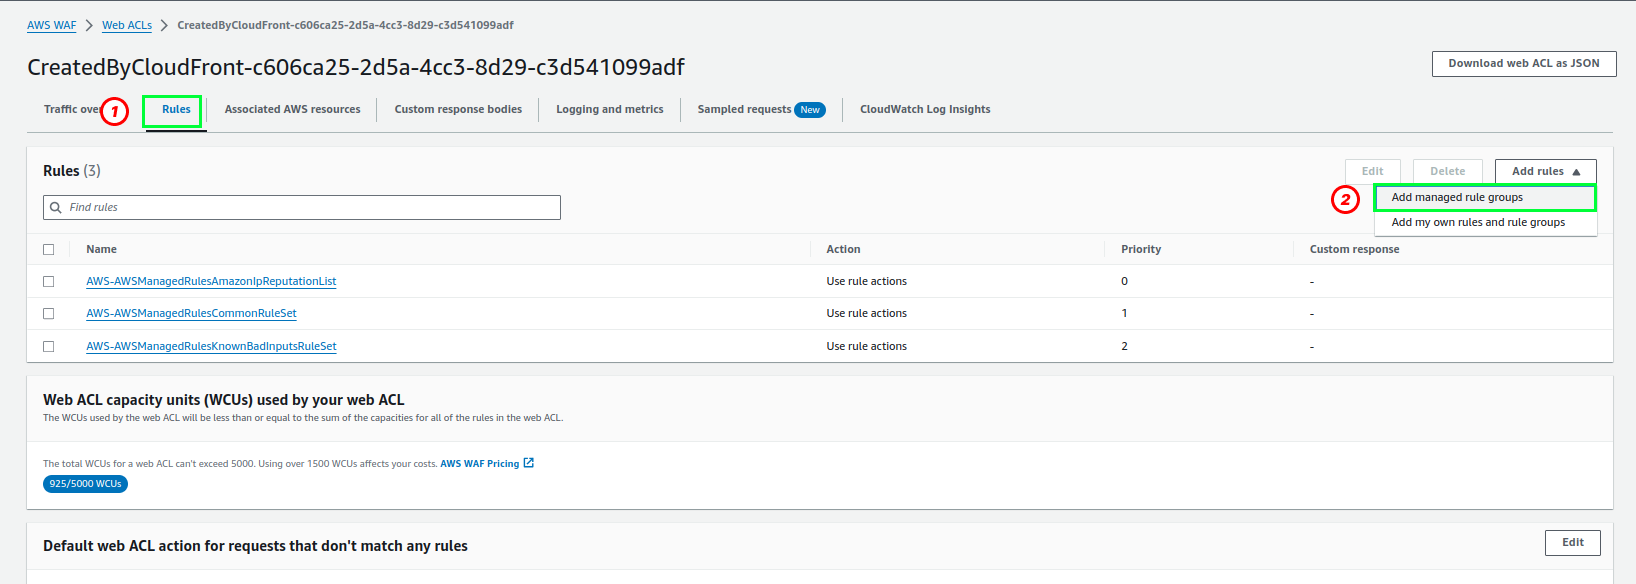 AWS WAF > Web ACLs > CreatedByCloudFront-c606ca25-2d5a-4cc3-8d29-c3d541099adf
CreatedByCloudFront-c606ca25-2d5a-4cc3-8d29-c3d541099adf
Download web ACL as JSON
Traffic over 1 Rules Associated AWS resources Custom response bodies Logging and metrics Sampled requests New CloudWatch Log Insights
Rules (3)
Edit Delete Add rules
2 Add managed rule groups
Find rules
Add my own rules and rule groups
Name Action Priority Custom response
AWS-AWSManagedRulesAmazonIpReputationList Use rule actions 0 -
AWS-AWSManagedRulesCommonRuleSet Use rule actions 1 -
AWS-AWSManagedRulesKnownBadInputsRuleSet Use rule actions 2 -
Web ACL capacity units (WCUs) used by your web ACL
The WCUs used by the web ACL will be less than or equal to the sum of the capacities for all of the rules in the web ACL.
The total WCUs for a web ACL can't exceed 5000. Using over 1500 WCUs affects your costs. AWS WAF Pricing
925/5000 WCUs
Default web ACL action for requests that don't match any rules
Edit